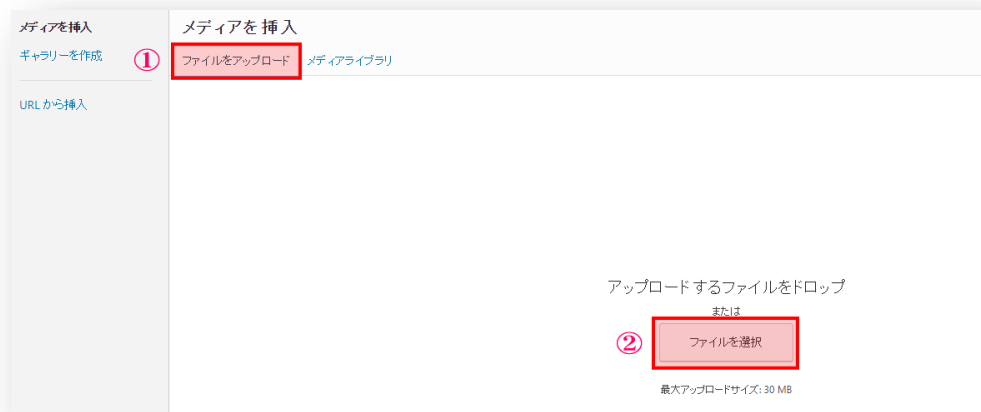 メディアを挿入
ギャラリーを作成
URL から挿入
メディアを挿入
① ファイルをアップロード メディアライブラリ
アップロードするファイルをドロップ
または
② ファイルを選択
最大アップロードサイズ: 30 MB